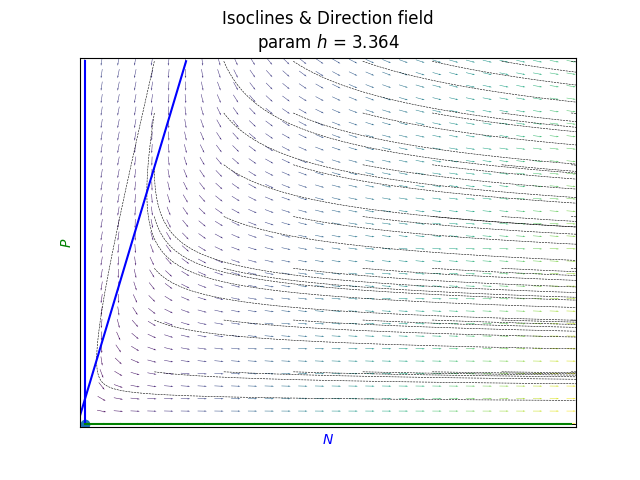 Isoclines & Direction field
param h = 3.364
P
N